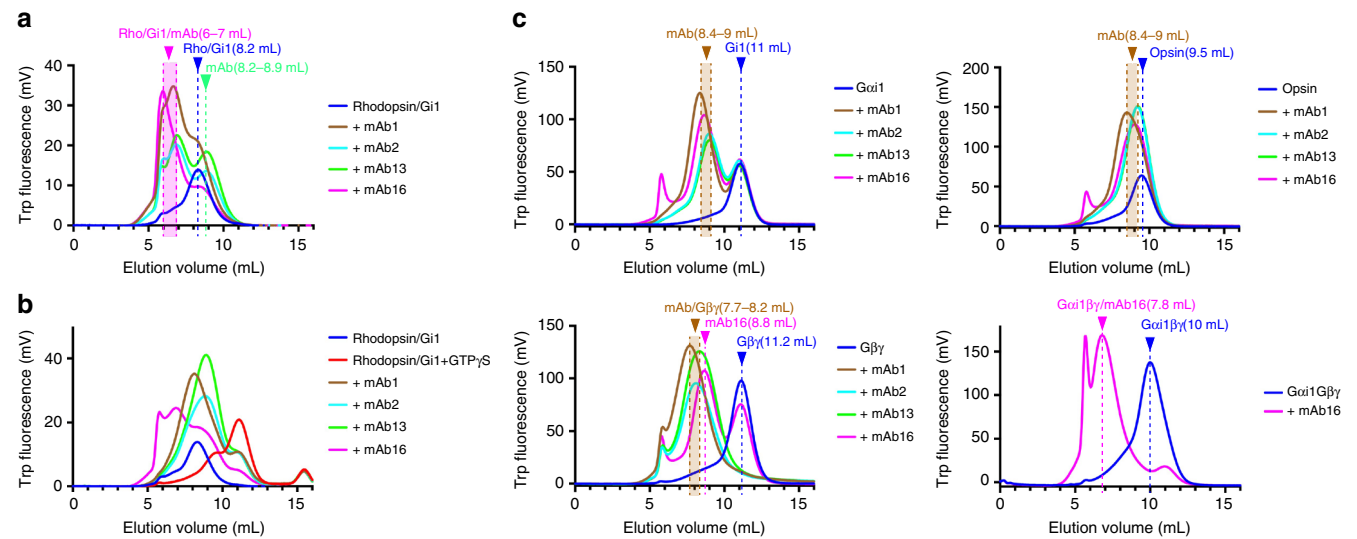 a
Rho/Gi1/mAb(6–7 mL)
Rho/Gi1(8.2 mL)
mAb(8.2–8.9 mL)
Trp fluorescence (mV)
40
30
20
10
0
0 5 10 15
Elution volume (mL)
Rhodopsin/Gi1
+ mAb1
+ mAb2
+ mAb13
+ mAb16
b
Trp fluorescence (mV)
40
20
0
0 5 10 15
Elution volume (mL)
Rhodopsin/Gi1
Rhodopsin/Gi1+GTPγS
+ mAb1
+ mAb2
+ mAb13
+ mAb16
c
mAb(8.4–9 mL)
Gi1(11 mL)
Trp fluorescence (mV)
150
100
50
0
0 5 10 15
Elution volume (mL)
Gαi1
+ mAb1
+ mAb2
+ mAb13
+ mAb16
mAb(8.4–9 mL)
Opsin(9.5 mL)
Trp fluorescence (mV)
200
150
100
50
0
0 5 10 15
Elution volume (mL)
Opsin
+ mAb1
+ mAb2
+ mAb13
+ mAb16
mAb/Gβγ(7.7–8.2 mL)
mAb16(8.8 mL)
Gβγ(11.2 mL)
Trp fluorescence (mV)
150
100
50
0
0 5 10 15
Elution volume (mL)
Gβγ
+ mAb1
+ mAb2
+ mAb13
+ mAb16
Gαi1βγ/mAb16(7.8 mL)
Gαi1βγ(10 mL)
Trp fluorescence (mV)
150
100
50
0
0 5 10 15
Elution volume (mL)
Gαi1Gβγ
+ mAb16